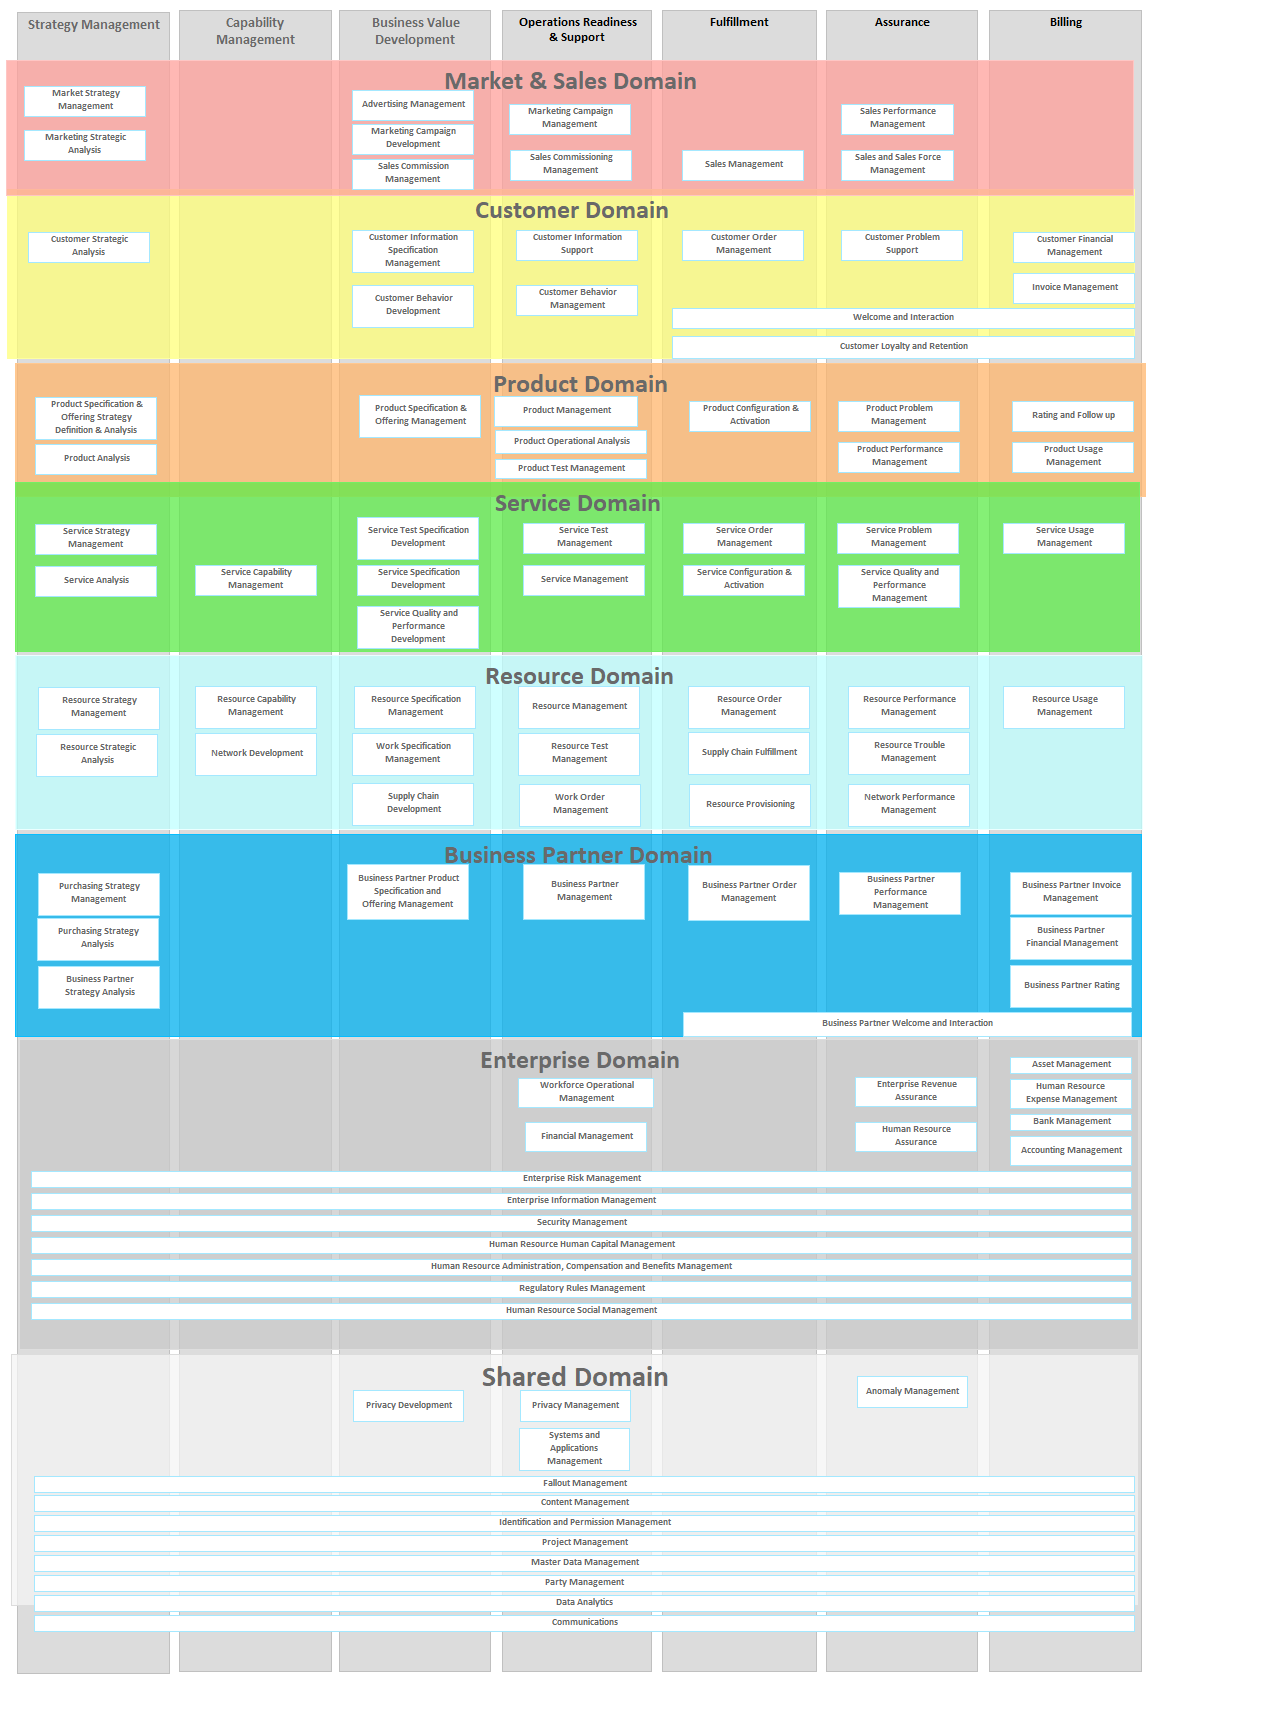 Strategy Management
Capability
Management
Business Value
Development
Operations Readiness
& Support
Fulfillment
Assurance
Billing
Market & Sales Domain
Market Strategy
Management
Marketing Strategic
Analysis
Advertising Management
Marketing Campaign
Development
Sales Commission
Management
Marketing Campaign
Management
Sales Commissioning
Management
Sales Management
Sales Performance
Management
Sales and Sales Force
Management
Customer Domain
Customer Strategic
Analysis
Customer Information
Specification
Management
Customer Behavior
Development
Customer Information
Support
Customer Behavior
Management
Customer Order
Management
Customer Problem
Support
Customer Financial
Management
Invoice Management
Welcome and Interaction
Customer Loyalty and Retention
Product Domain
Product Specification &
Offering Strategy
Definition & Analysis
Product Analysis
Product Specification &
Offering Management
Product Management
Product Operational Analysis
Product Test Management
Product Configuration &
Activation
Product Problem
Management
Product Performance
Management
Rating and Follow up
Product Usage
Management
Service Domain
Service Strategy
Management
Service Analysis
Service Capability
Management
Service Test Specification
Development
Service Specification
Development
Service Quality and
Performance
Development
Service Test
Management
Service Management
Service Order
Management
Service Configuration &
Activation
Service Problem
Management
Service Quality and
Performance
Management
Service Usage
Management
Resource Domain
Resource Strategy
Management
Resource Strategic
Analysis
Resource Capability
Management
Network Development
Resource Specification
Management
Work Specification
Management
Supply Chain
Development
Resource Management
Resource Test
Management
Work Order
Management
Resource Order
Management
Supply Chain Fulfillment
Resource Provisioning
Resource Performance
Management
Resource Trouble
Management
Network Performance
Management
Resource Usage
Management
Business Partner Domain
Purchasing Strategy
Management
Purchasing Strategy
Analysis
Business Partner
Strategy Analysis
Business Partner Product
Specification and
Offering Management
Business Partner
Management
Business Partner Order
Management
Business Partner
Performance
Management
Business Partner Invoice
Management
Business Partner
Financial Management
Business Partner Rating
Business Partner Welcome and Interaction
Enterprise Domain
Workforce Operational
Management
Financial Management
Enterprise Revenue
Assurance
Human Resource
Assurance
Asset Management
Human Resource
Expense Management
Bank Management
Accounting Management
Enterprise Risk Management
Enterprise Information Management
Security Management
Human Resource Human Capital Management
Human Resource Administration, Compensation and Benefits Management
Regulatory Rules Management
Human Resource Social Management
Shared Domain
Privacy Development
Privacy Management
Systems and
Applications
Management
Anomaly Management
Fallout Management
Content Management
Identification and Permission Management
Project Management
Master Data Management
Party Management
Data Analytics
Communications